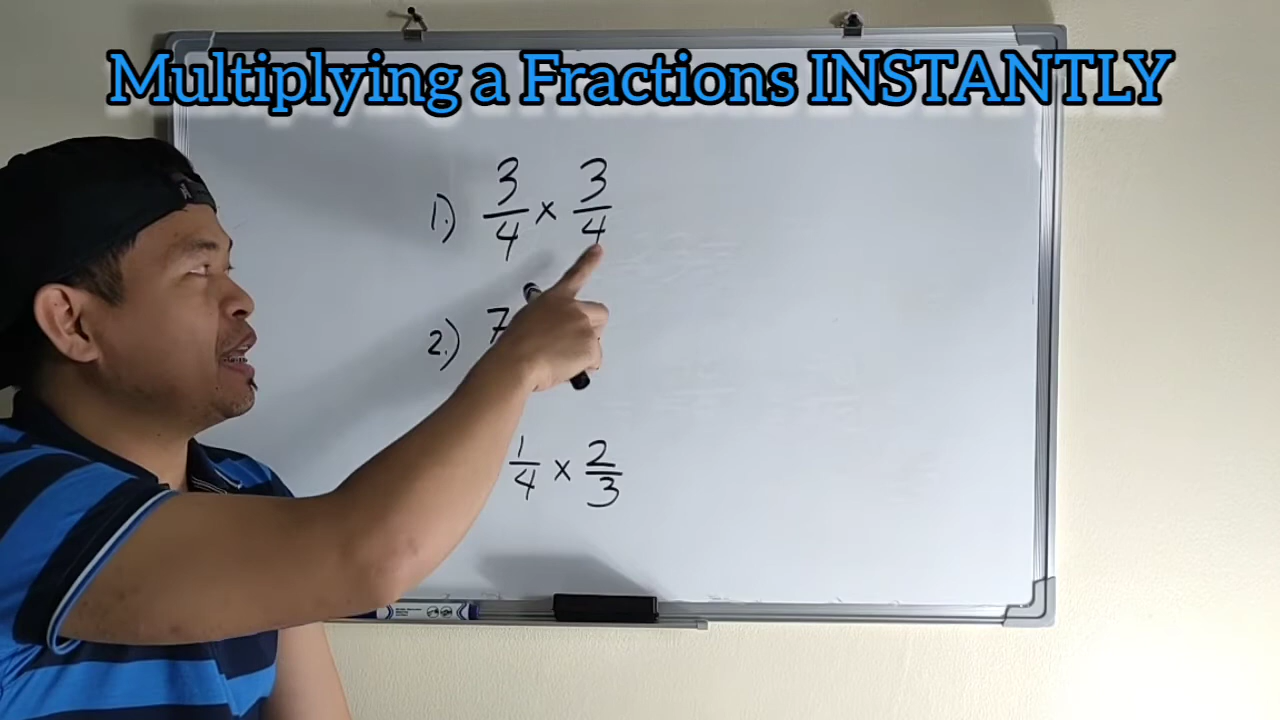 Multiplying a Fractions INSTANTLY
1.) 3/4 x 3/4
2.) 7
1/4 x 2/3